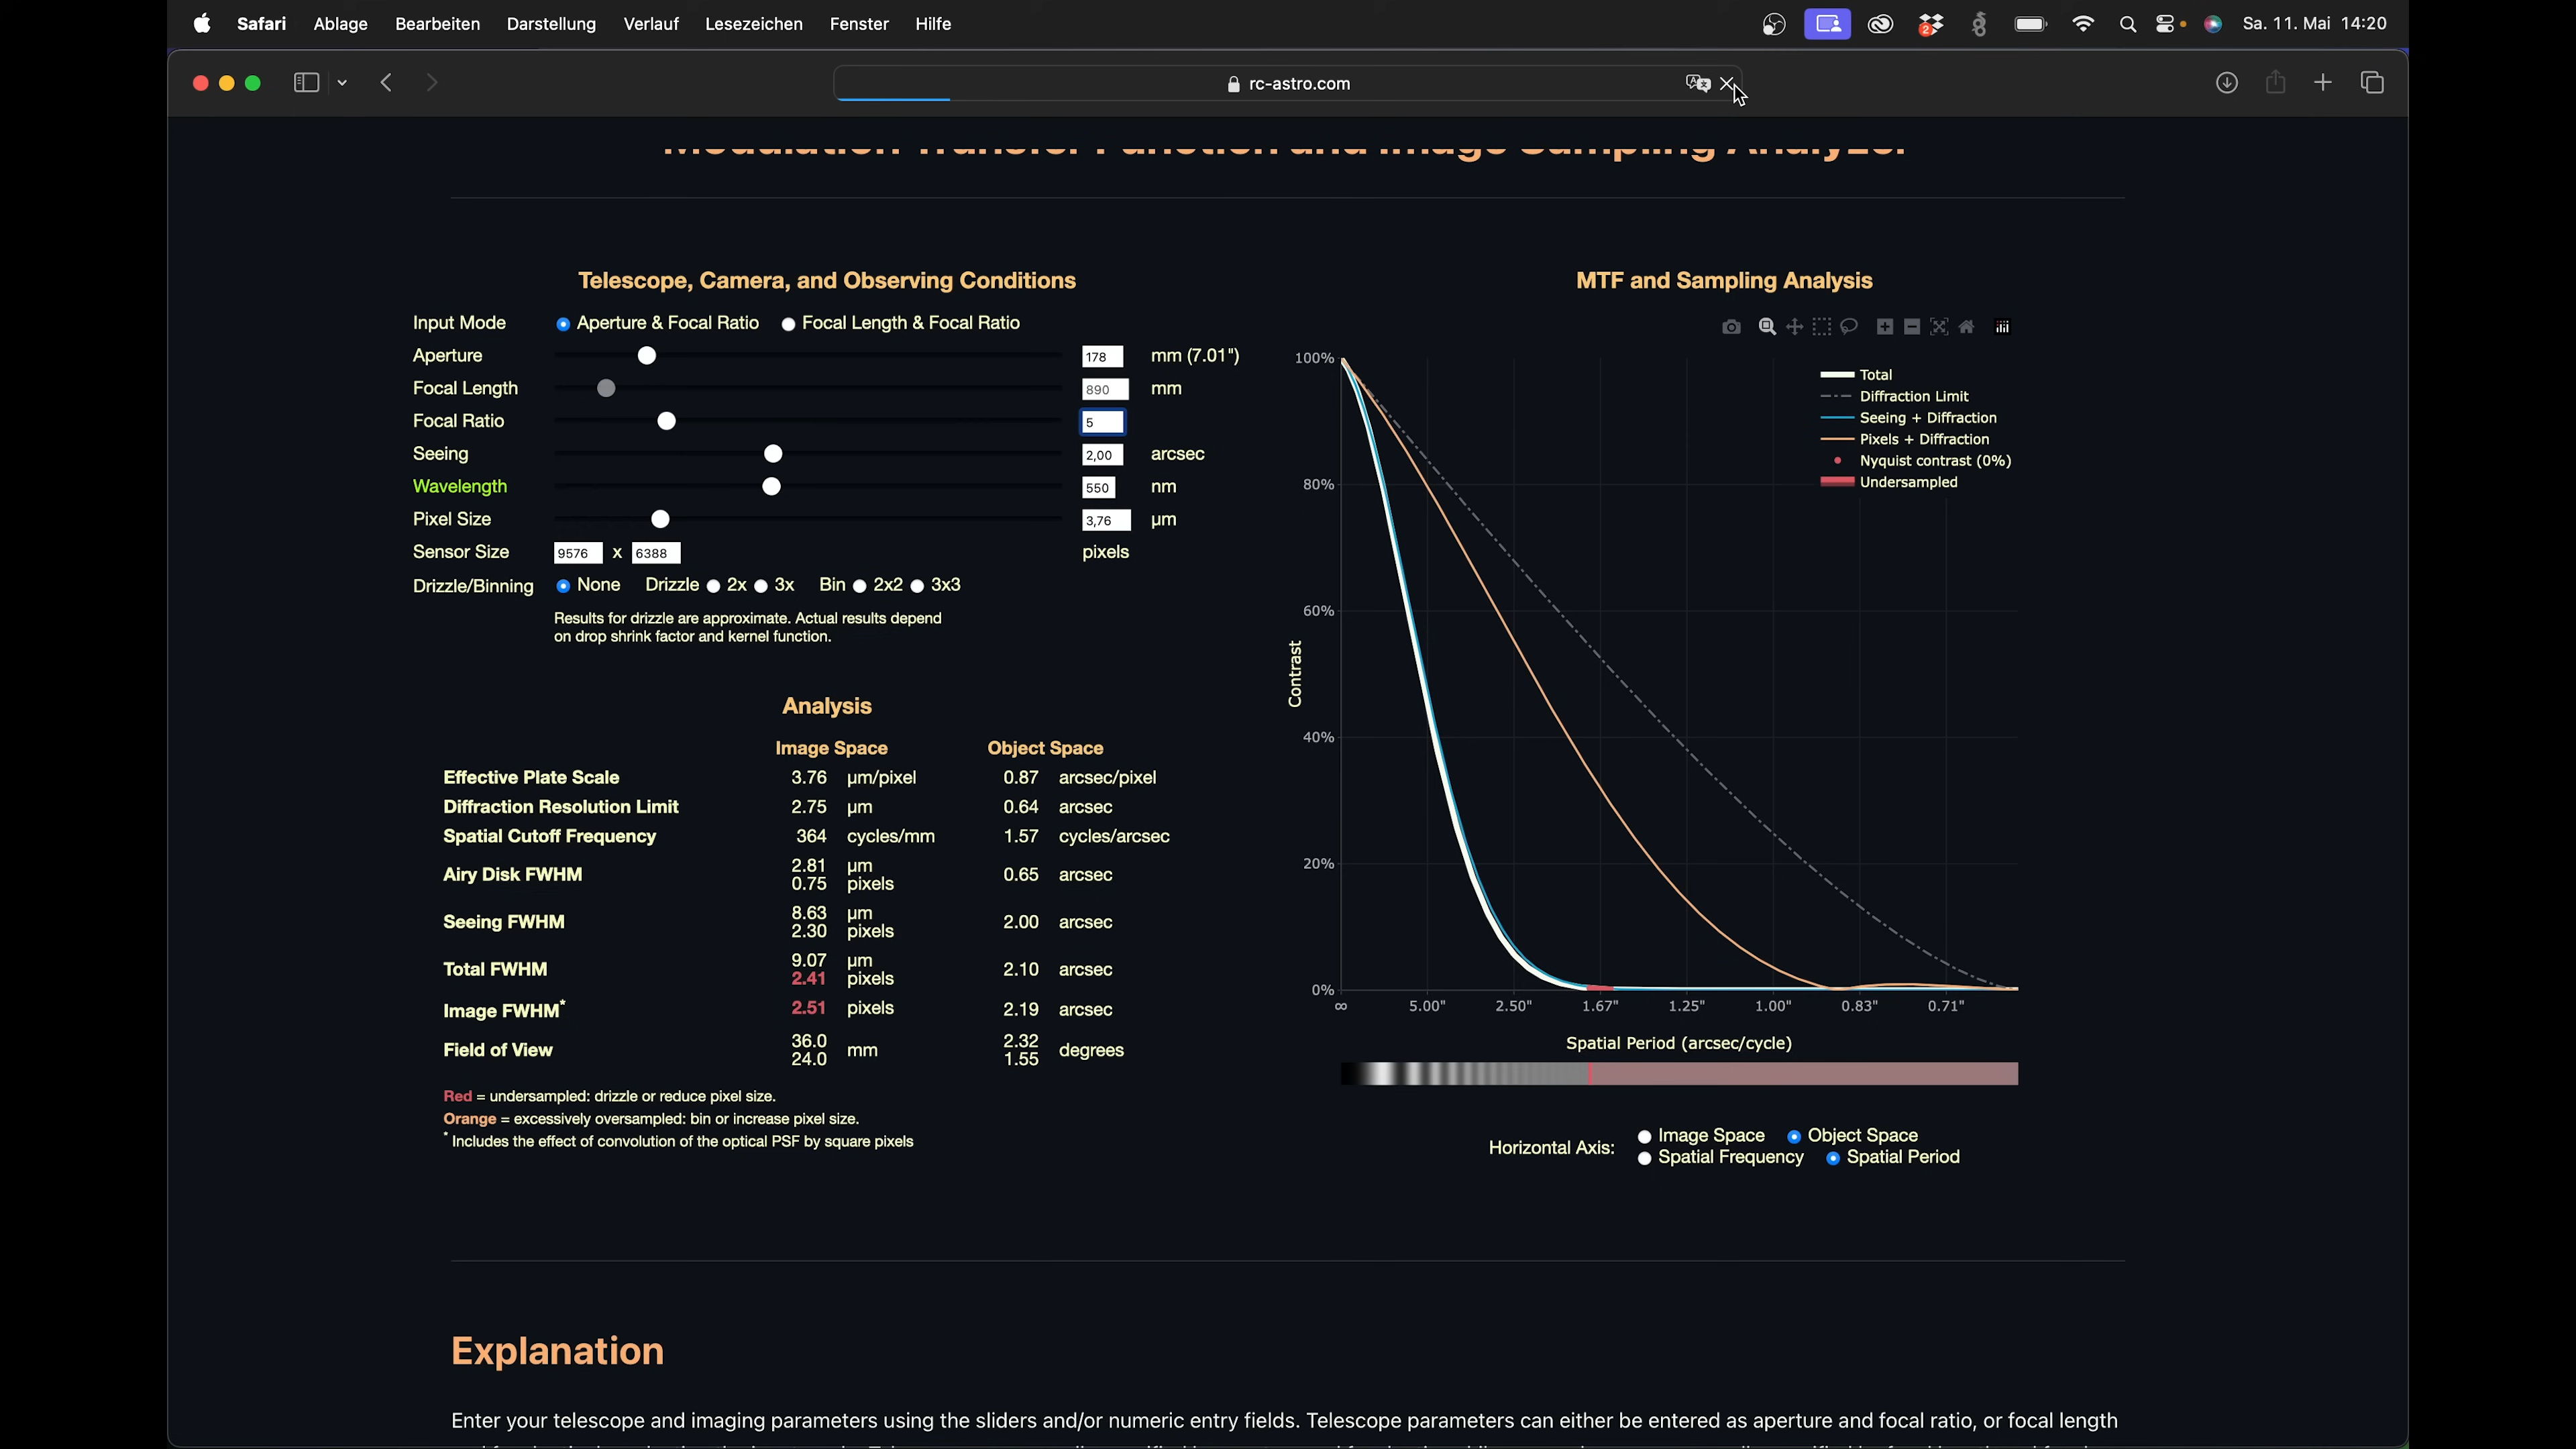 Safari Ablage Bearbeiten Darstellung Verlauf Lesezeichen Fenster Hilfe 2 Sa. 11. Mai 14:20
rc-astro.com
Modulation Transfer Function and Image Sampling Analyzer
Telescope, Camera, and Observing Conditions
Input Mode Aperture & Focal Ratio Focal Length & Focal Ratio
Aperture 178 mm (7.01")
Focal Length 890 mm
Focal Ratio 5
Seeing 2,00 arcsec
Wavelength 550 nm
Pixel Size 3,76 µm
Sensor Size 9576 x 6388 pixels
Drizzle/Binning None Drizzle 2x 3x Bin 2x2 3x3
Results for drizzle are approximate. Actual results depend
on drop shrink factor and kernel function.
Analysis
Image Space Object Space
Effective Plate Scale 3.76 µm/pixel 0.87 arcsec/pixel
Diffraction Resolution Limit 2.75 µm 0.64 arcsec
Spatial Cutoff Frequency 364 cycles/mm 1.57 cycles/arcsec
Airy Disk FWHM 2.81 µm 0.65 arcsec
0.75 pixels
Seeing FWHM 8.63 µm 2.00 arcsec
2.30 pixels
Total FWHM 9.07 µm 2.10 arcsec
2.41 pixels
Image FWHM* 2.51 pixels 2.19 arcsec
Field of View 36.0 mm 2.32 degrees
24.0 1.55
Red = undersampled: drizzle or reduce pixel size.
Orange = excessively oversampled: bin or increase pixel size.
* Includes the effect of convolution of the optical PSF by square pixels
MTF and Sampling Analysis
Total
Diffraction Limit
Seeing + Diffraction
Pixels + Diffraction
Nyquist contrast (0%)
Undersampled
100%
80%
60%
40%
20%
0%
Contrast
∞ 5.00" 2.50" 1.67" 1.25" 1.00" 0.83" 0.71"
Spatial Period (arcsec/cycle)
Horizontal Axis: Image Space Object Space
Spatial Frequency Spatial Period
Explanation
Enter your telescope and imaging parameters using the sliders and/or numeric entry fields. Telescope parameters can either be entered as aperture and focal ratio, or focal length